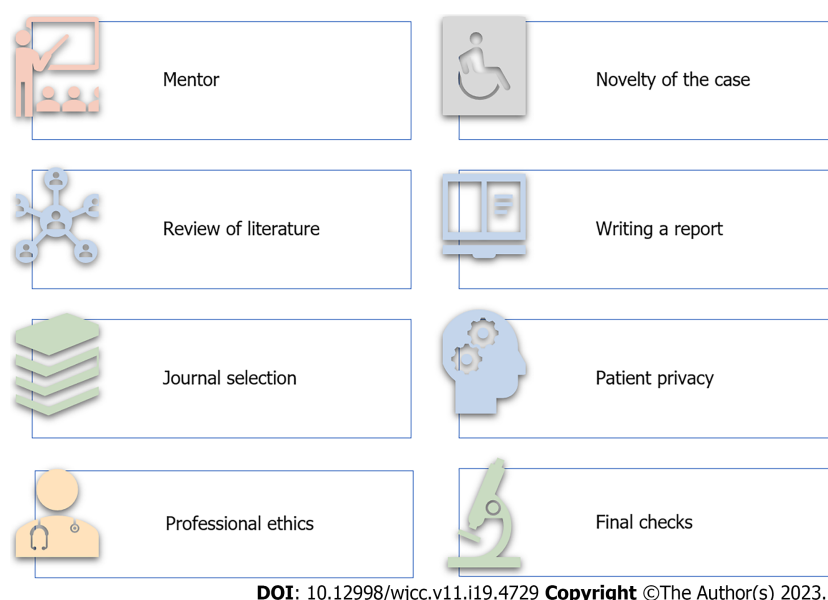 Mentor
Novelty of the case
Review of literature
Writing a report
Journal selection
Patient privacy
Professional ethics
Final checks
DOI: 10.12998/wjcc.v11.i19.4729 Copyright ©The Author(s) 2023.